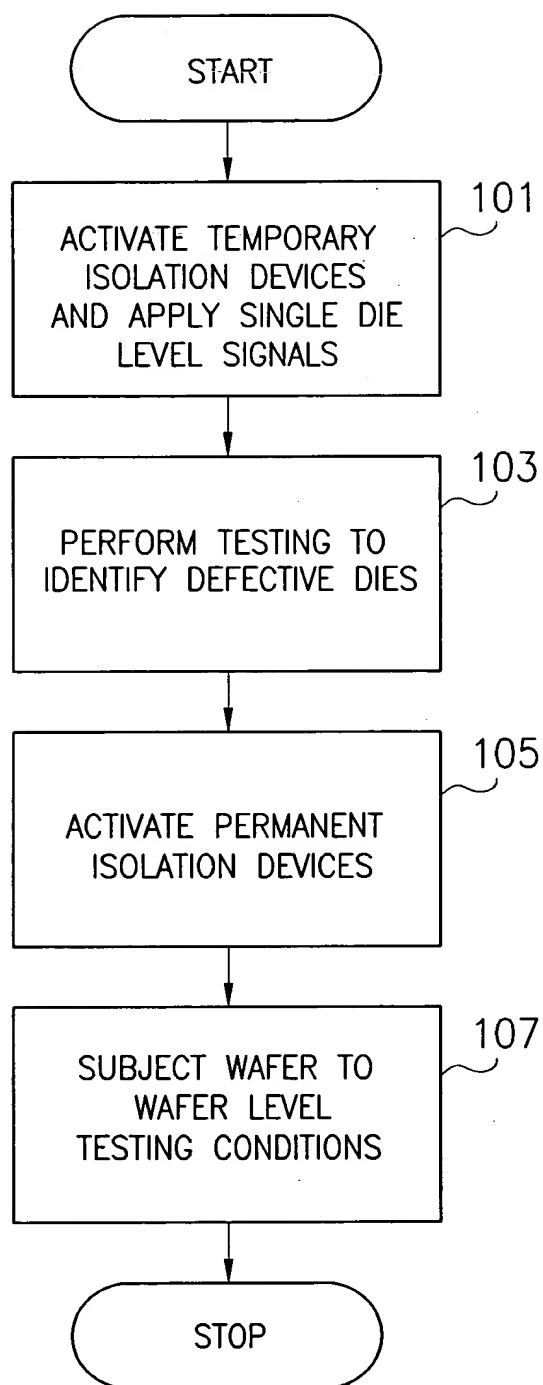 START
101
ACTIVATE TEMPORARY
ISOLATION DEVICES
AND APPLY SINGLE DIE
LEVEL SIGNALS
103
PERFORM TESTING TO
IDENTIFY DEFECTIVE DIES
105
ACTIVATE PERMANENT
ISOLATION DEVICES
107
SUBJECT WAFER TO
WAFER LEVEL
TESTING CONDITIONS
STOP